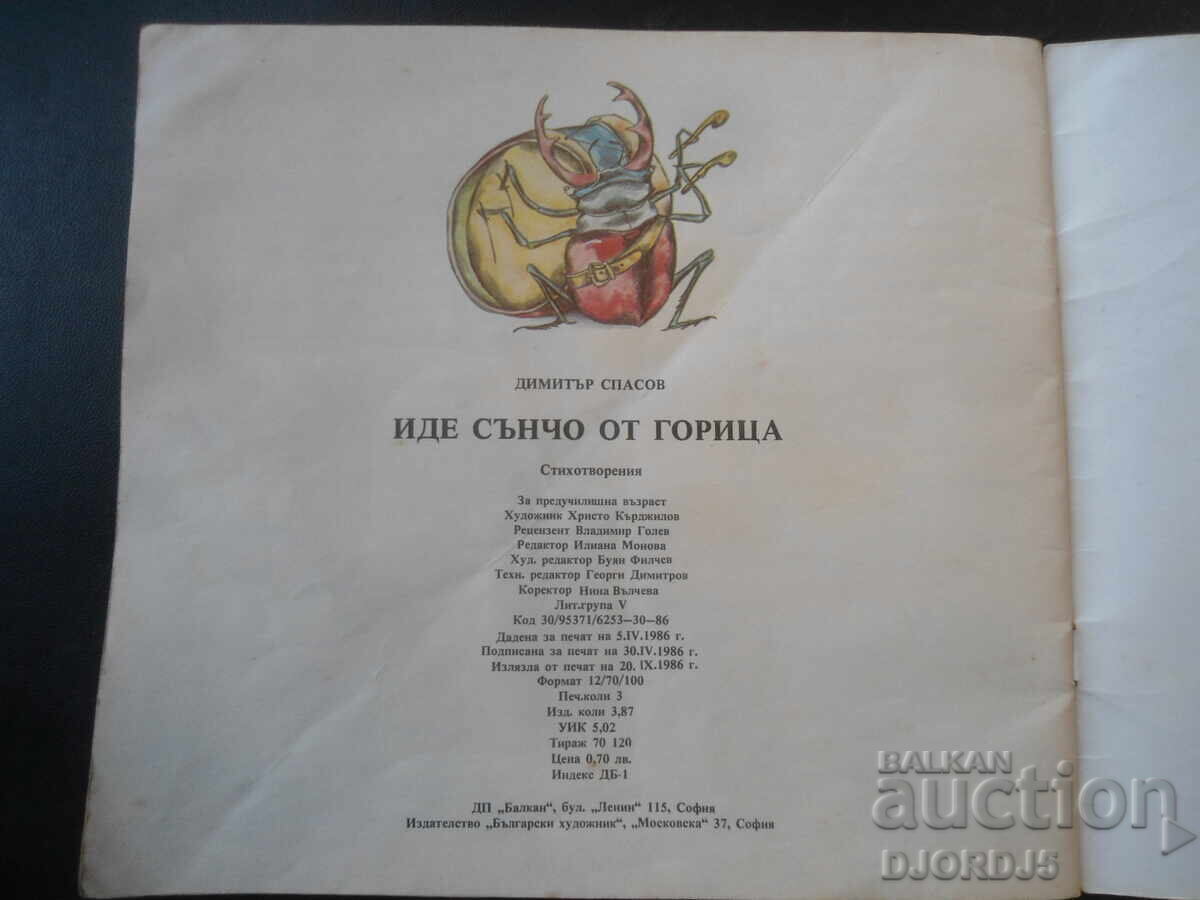 ДИМИТЪР СПАСОВ
ИДЕ СЪНЧО ОТ ГОРИЦА
Стихотворения
За предучилишна възраст
Художник Христо Кърджилов
Рецензент Владимир Голев
Редактор Илиана Монова
Худ. редактор Буян Филчев
Техн. редактор Георги Димитров
Коректор Нина Вълчева
Лит.група V
Код 30/95371/6253—30—86
Дадена за печат на 5.IV.1986 г.
Подписана за печат на 30.IV.1986 г.
Излязла от печат на 20. IX.1986 г.
Формат 12/70/100
Печ.коли 3
Изд. коли 3,87
УИК 5,02
Тираж 70 120
Цена 0,70 лв.
Индекс ДБ-1
ДП „Балкан“, бул. „Ленин“ 115, София
Издателство „Български художник“, „Московска“ 37, София
BALKAN
auction
DJORDJ5